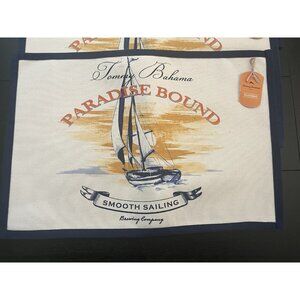 Tommy Bahama
PARADISE BOUND
SMOOTH SAILING
Brewing Company